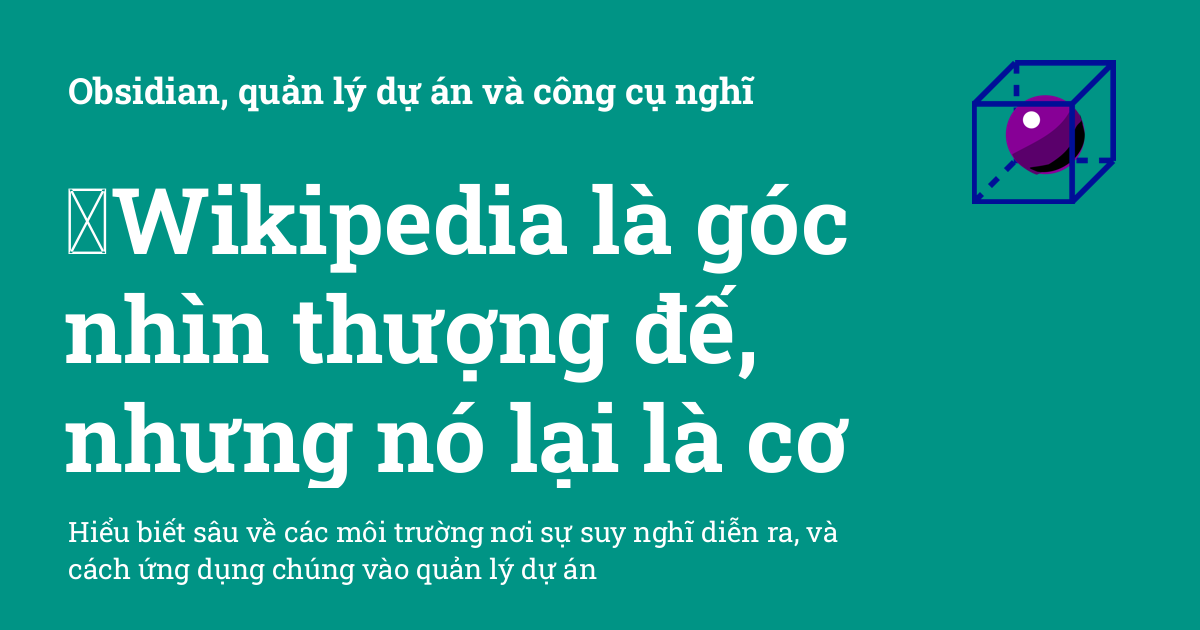 Obsidian, quản lý dự án và công cụ nghĩ
Wikipedia là góc
nhìn thượng đế,
nhưng nó lại là cơ
Hiểu biết sâu về các môi trường nơi sự suy nghĩ diễn ra, và
cách ứng dụng chúng vào quản lý dự án